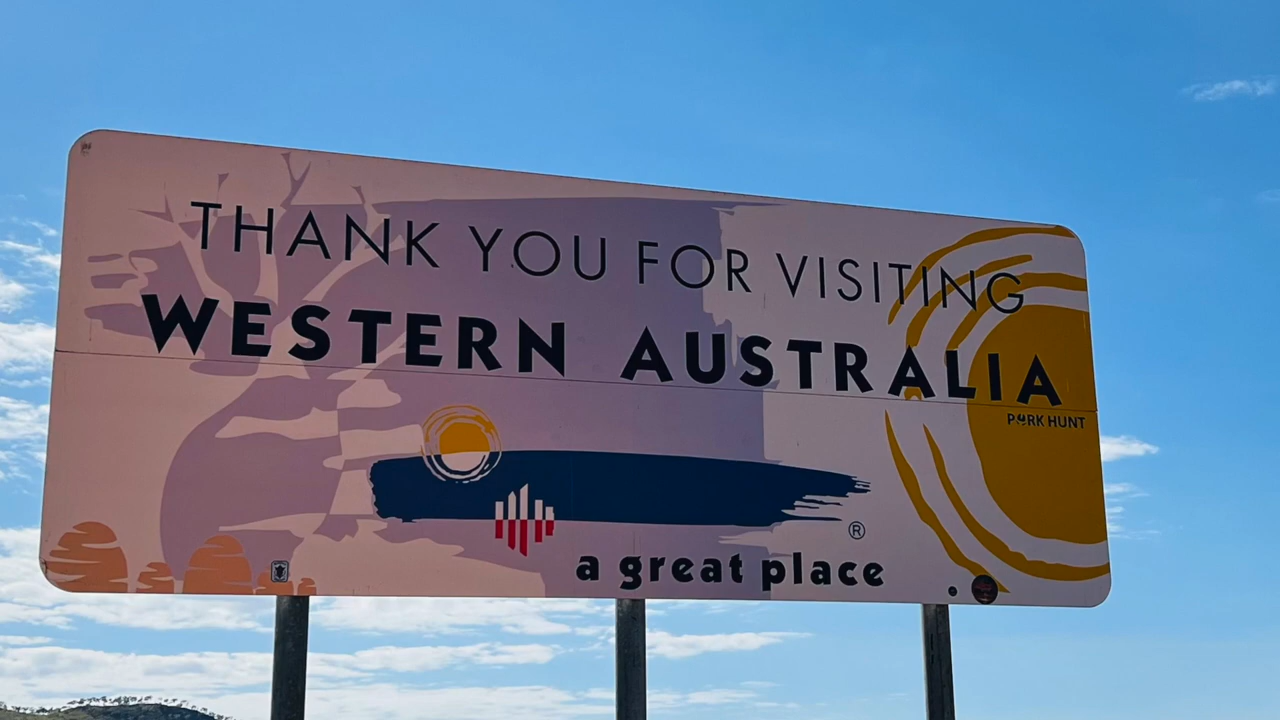 THANK YOU FOR VISITING
WESTERN AUSTRALIA
PORK HUNT
a great place
®